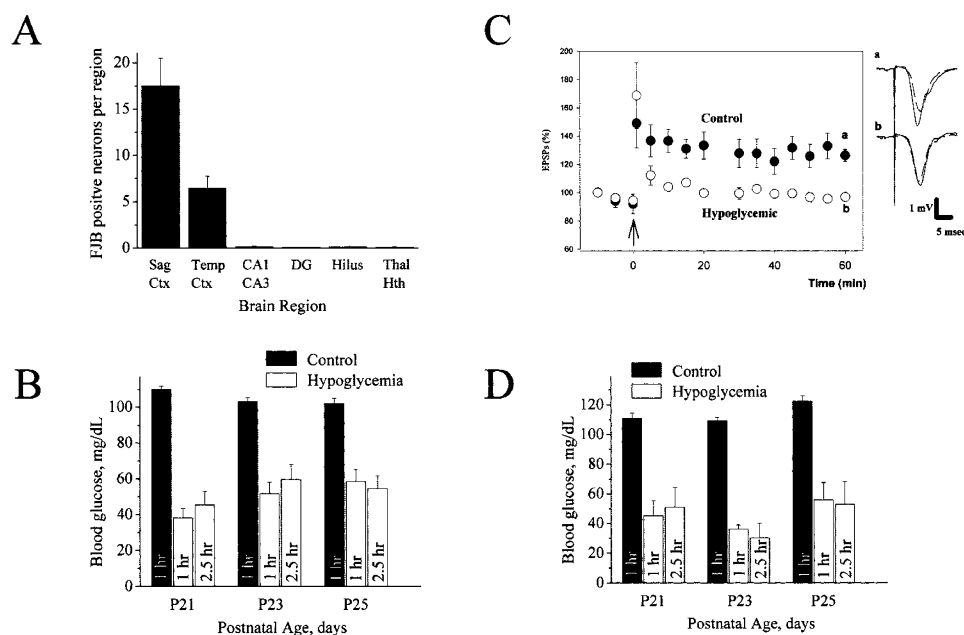 A
FJB positve neurons per region
20
15
10
5
0
Sag Ctx
Temp Ctx
CA1 CA3
DG
Hilus
Thal Hth
Brain Region
C
EPSPs (%)
200
180
160
140
120
100
80
60
Control
a
Hypoglycemic
b
0
20
40
60
Time (min)
a
b
1 mV
5 msec
B
Control
Hypoglycemia
Blood glucose, mg/dL
100
80
60
40
20
0
1 hr
1 hr
2.5 hr
1 hr
1 hr
2.5 hr
1 hr
1 hr
2.5 hr
P21
P23
P25
Postnatal Age, days
D
Control
Hypoglycemia
Blood glucose, mg/dL
120
100
80
60
40
20
0
1 hr
1 hr
2.5 hr
1 hr
1 hr
2.5 hr
1 hr
1 hr
2.5 hr
P21
P23
P25
Postnatal Age, days